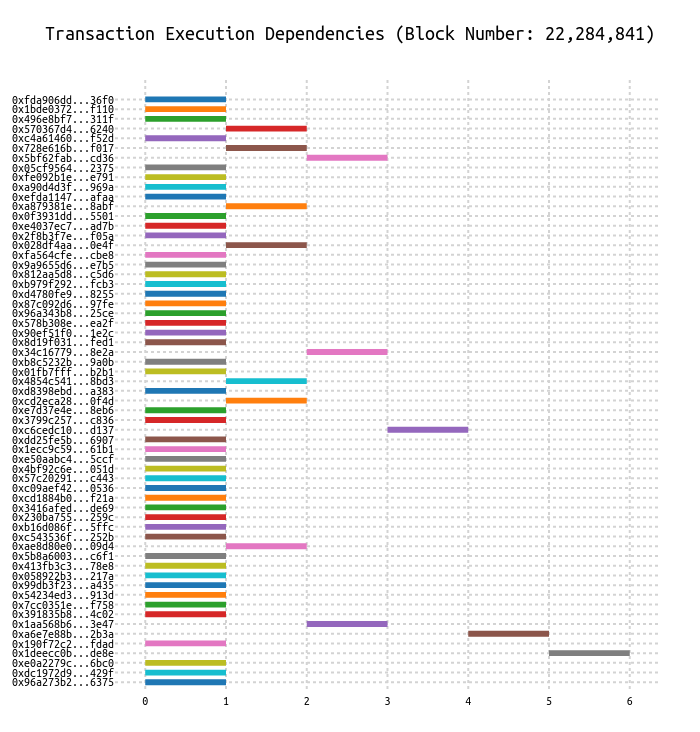 Transaction Execution Dependencies (Block Number: 22,284,841)
0xfda906dd...36f0
0x1bde0372...f110
0x496e8bf7...311f
0x570367d4...6240
0xc4a61460...f52d
0x728e616b...f017
0x5bf62fab...cd36
0x05cf9564...2375
0xfe092b1e...e791
0xa90d4d3f...969a
0xefda1147...afaa
0xa879381e...8abf
0x0f3931dd...5501
0xe4037ec7...ad7b
0x2f8b3f7e...f05a
0x028df4aa...0e4f
0xfa564cfe...cbe8
0x9a9655d6...e7b5
0x812aa5d8...c5d6
0xb979f292...fcb3
0xd4780fe9...8255
0x87c092d6...97fe
0x96a343b8...25ce
0x578b308e...ea2f
0x90ef51f0...1e2c
0x8d19f031...fed1
0x34c16779...8e2a
0xb8c5232b...9a0b
0x01fb7fff...b2b1
0x4854c541...8bd3
0xd8398ebd...a383
0xcd2eca28...0f4d
0xe7d37e4e...8eb6
0x3799c257...c836
0xc6cedc10...d137
0xdd25fe5b...6907
0x1ecc9c59...61b1
0xe50aabc4...5ccf
0x4bf92c6e...051d
0x57c20291...c443
0xc09aef42...0536
0xcd1884b0...f21a
0x3416afed...de69
0x230ba755...259c
0xb16d086f...5ffc
0xc543536f...252b
0xae8d80e0...09d4
0x5b8a6003...c6f1
0x413fb3c3...78e8
0x058922b3...217a
0x99db3f23...a435
0x54234ed3...913d
0x7cc0351e...f758
0x391835b8...4c02
0x1aa568b6...3e47
0xa6e7e88b...2b3a
0x190f72c2...fdad
0x1deecc0b...de8e
0xe0a2279c...6bc0
0xdc1972d9...429f
0x96a273b2...6375
0 1 2 3 4 5 6